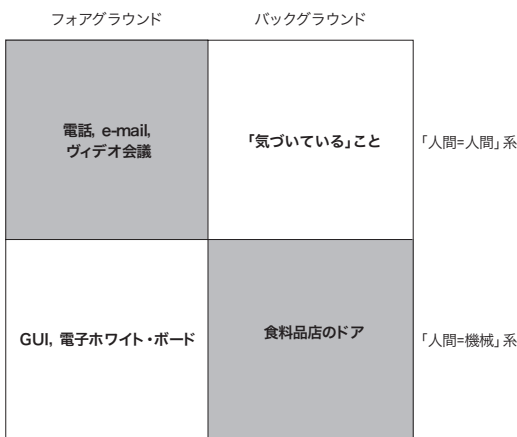 フォアグラウンド
バックグラウンド
電話, e-mail,
ヴィデオ会議
「気づいている」こと
「人間=人間」系
GUI, 電子ホワイト・ボード
食料品店のドア
「人間=機械」系